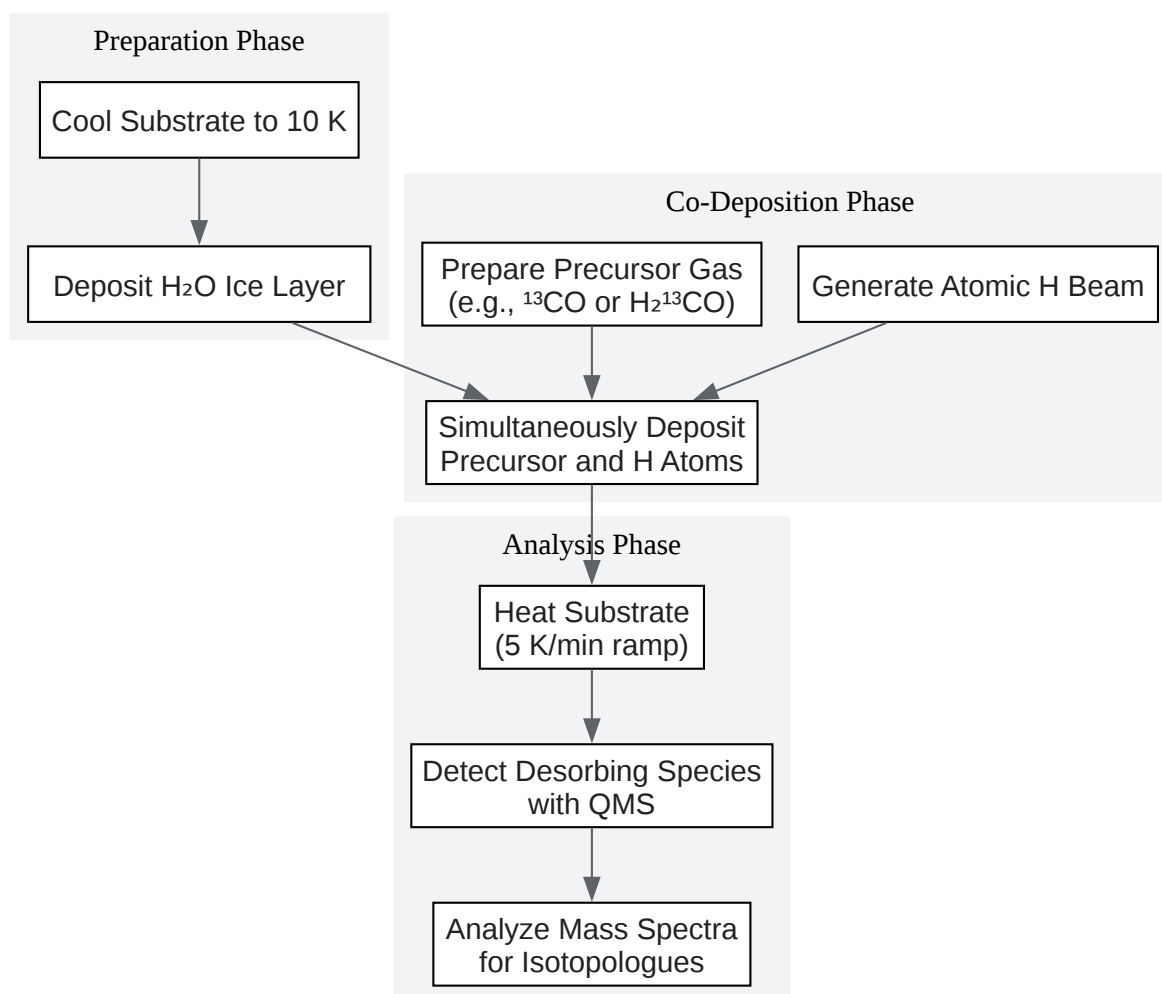 Preparation Phase
Cool Substrate to 10 K
Deposit H₂O Ice Layer
Co-Deposition Phase
Prepare Precursor Gas
(e.g., ¹³CO or H₂¹³CO)
Generate Atomic H Beam
Simultaneously Deposit
Precursor and H Atoms
Analysis Phase
Heat Substrate
(5 K/min ramp)
Detect Desorbing Species
with QMS
Analyze Mass Spectra
for Isotopologues